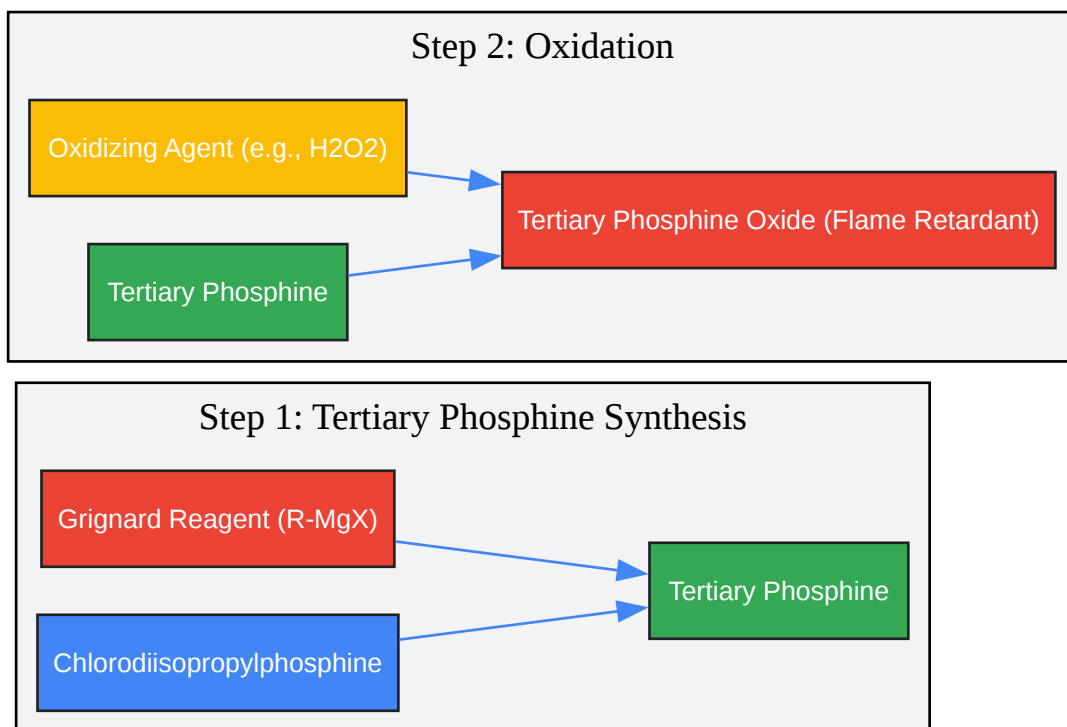 Step 2: Oxidation
Oxidizing Agent (e.g., H2O2)
Tertiary Phosphine Oxide (Flame Retardant)
Tertiary Phosphine
Step 1: Tertiary Phosphine Synthesis
Grignard Reagent (R-MgX)
Tertiary Phosphine
Chlorodiisopropylphosphine